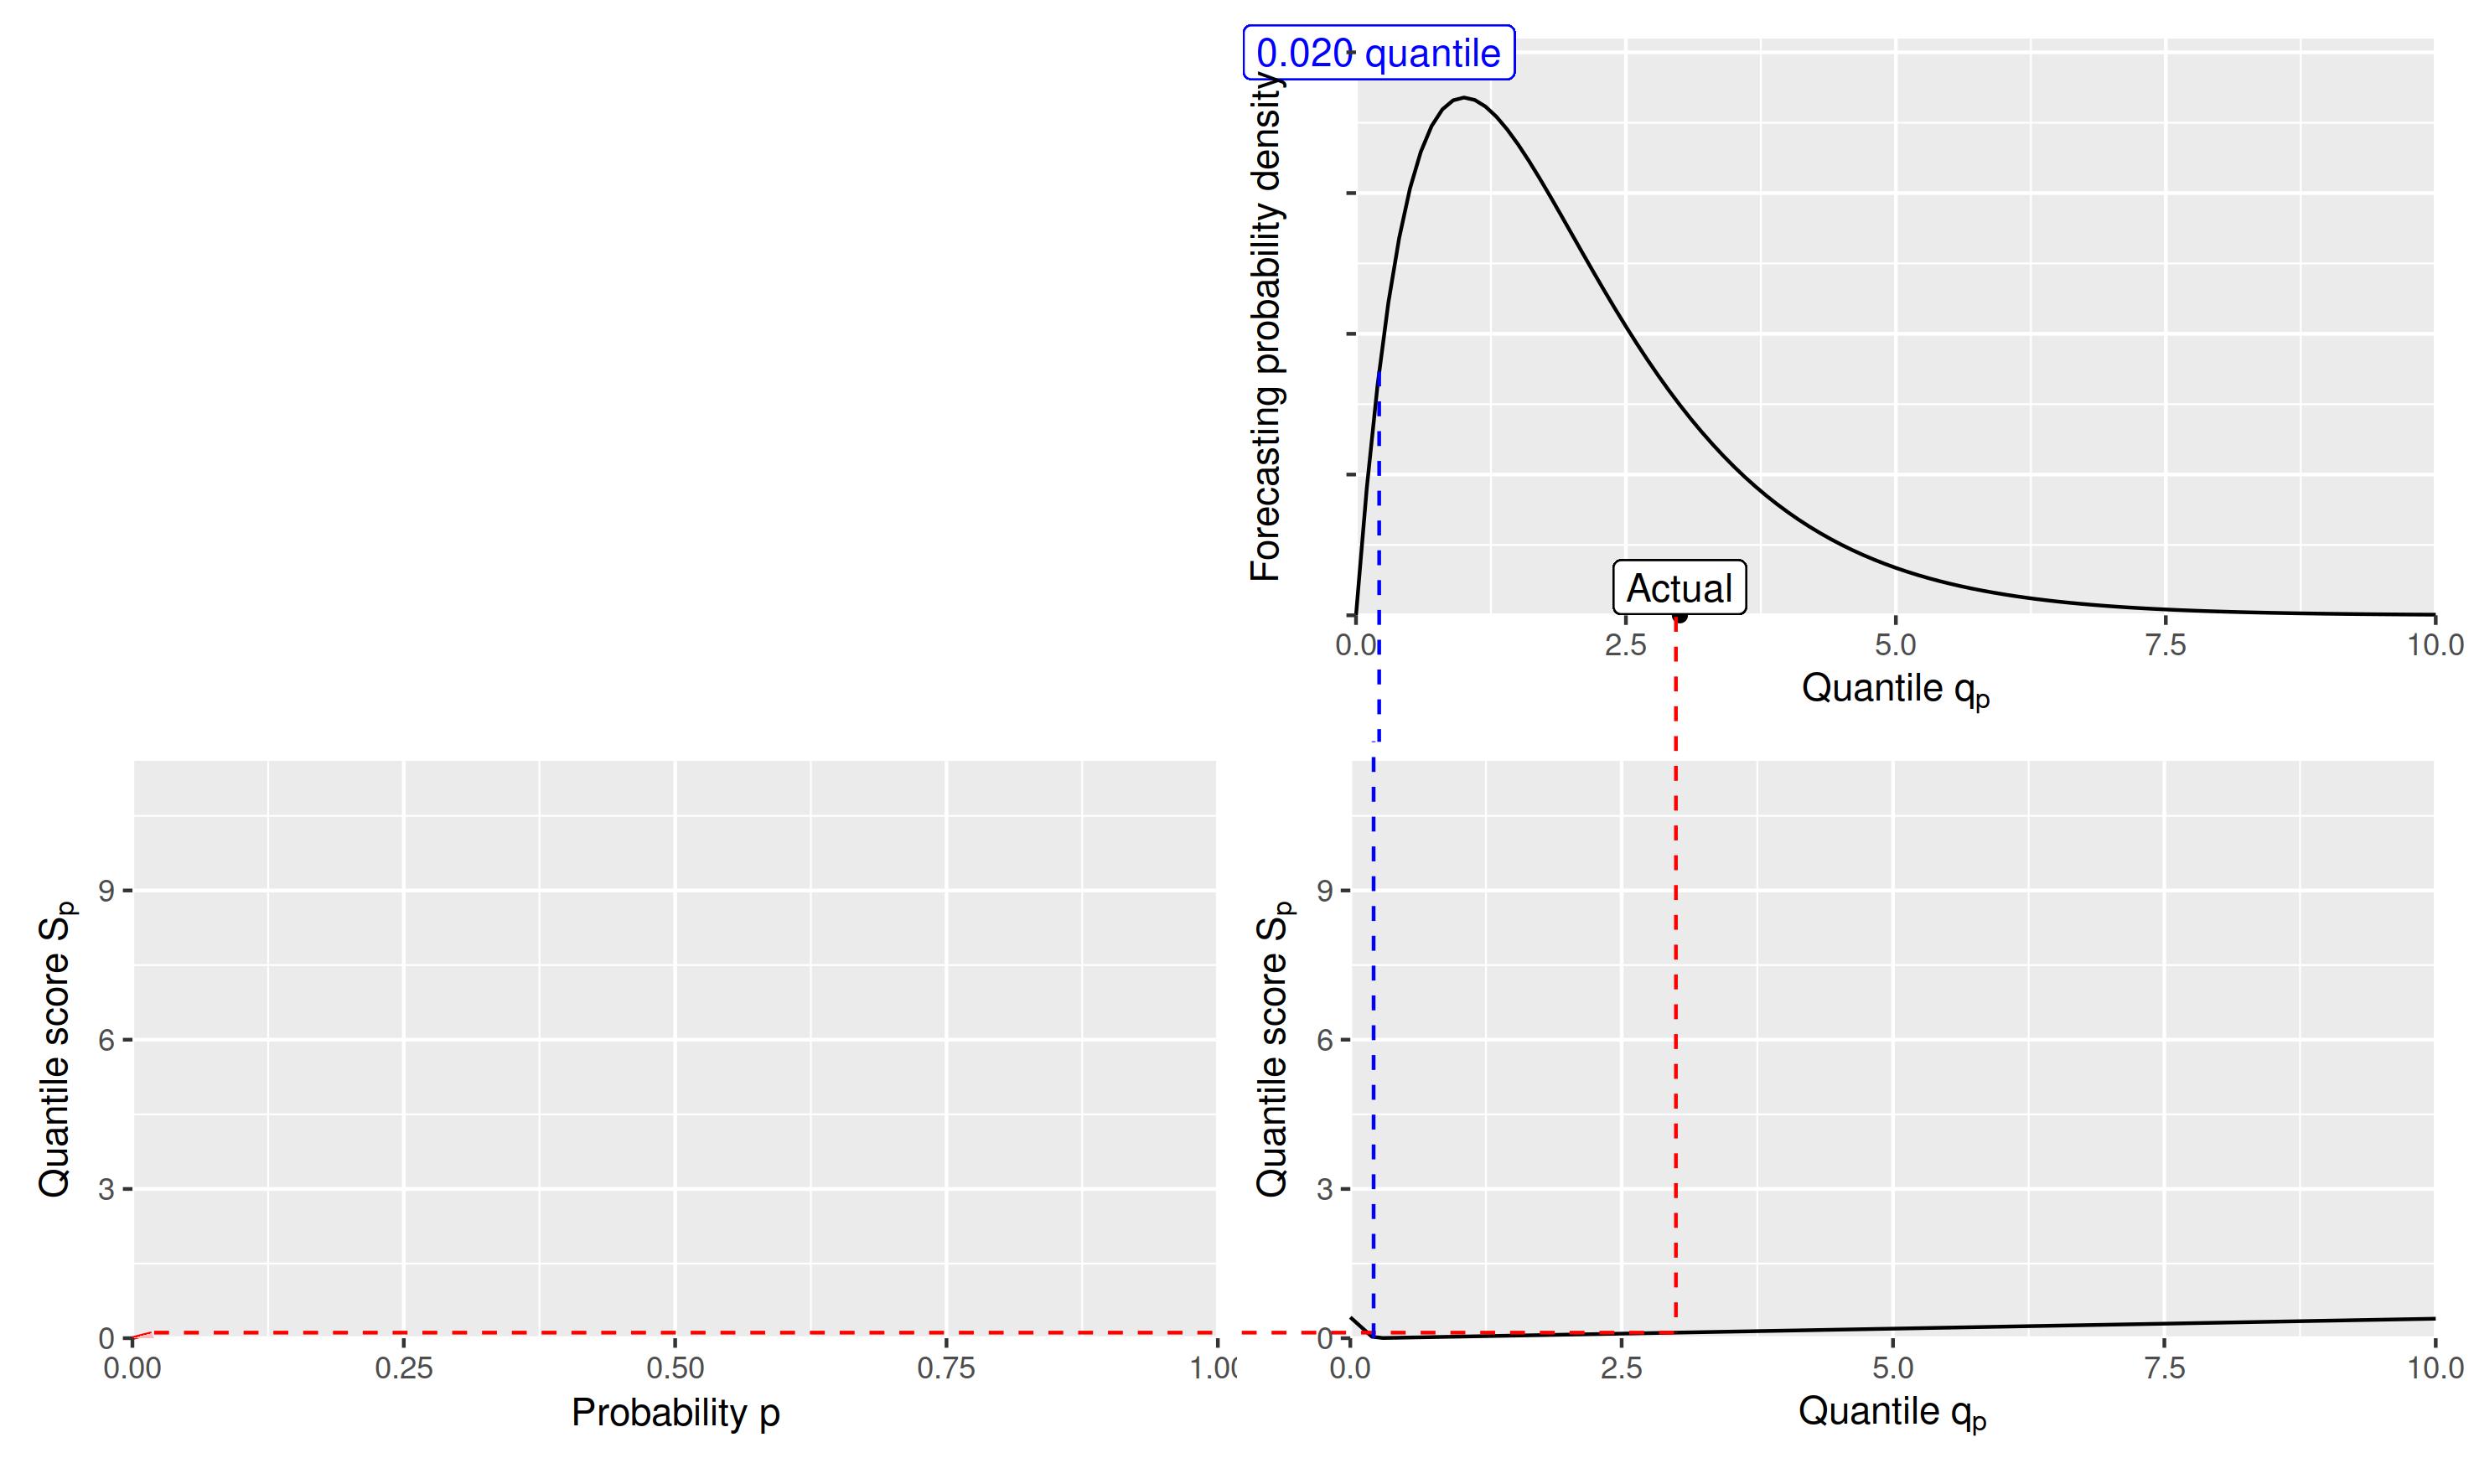 0.020 quantile
Forecasting probability density
Actual
0.0 2.5 5.0 7.5 10.0
Quantile qp
Quantile score Sp
9
6
3
0
0.00 0.25 0.50 0.75 1.0
Probability p
Quantile score Sp
9
6
3
0
0.0 2.5 5.0 7.5 10.0
Quantile qp